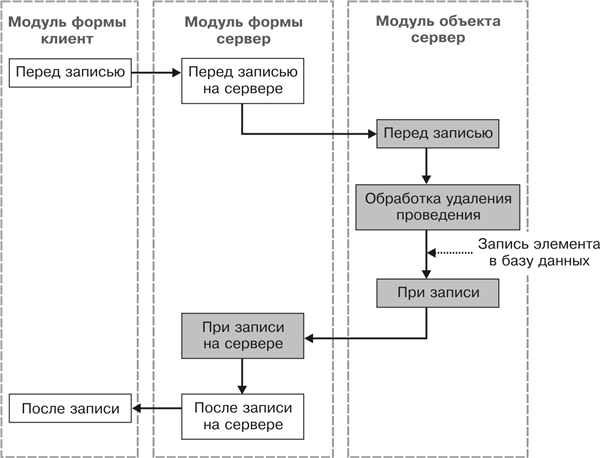 Модуль формы
клиент
Модуль формы
сервер
Модуль объекта
сервер
Перед записью
Перед записью
на сервере
Перед записью
Обработка удаления
проведения
Запись элемента
в базу данных
При записи
При записи
на сервере
После записи
После записи
на сервере